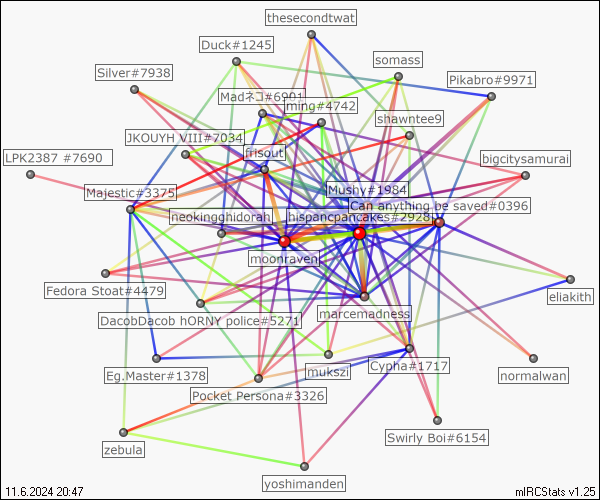 thesecondtwat
Duck#1245
somass
Silver#7938
Pikabro#9971
Madネコ#6901
ming#4742
shawntee9
JKOUYH VIII#7034
frisout
LPK2387 #7690
bigcitysamurai
Majestic#3375
Mushy#1984
Can anything be saved#0396
neokingghidorah
hispancpancakes#2928
moonraven
Fedora Stoat#4479
eliakith
marcemadness
DacobDacob hORNY police#5271
Cypha#1717
mukszi
normalwan
Eg.Master#1378
Pocket Persona#3326
Swirly Boi#6154
zebula
yoshimanden
11.6.2024 20:47
mIRCStats v1.25